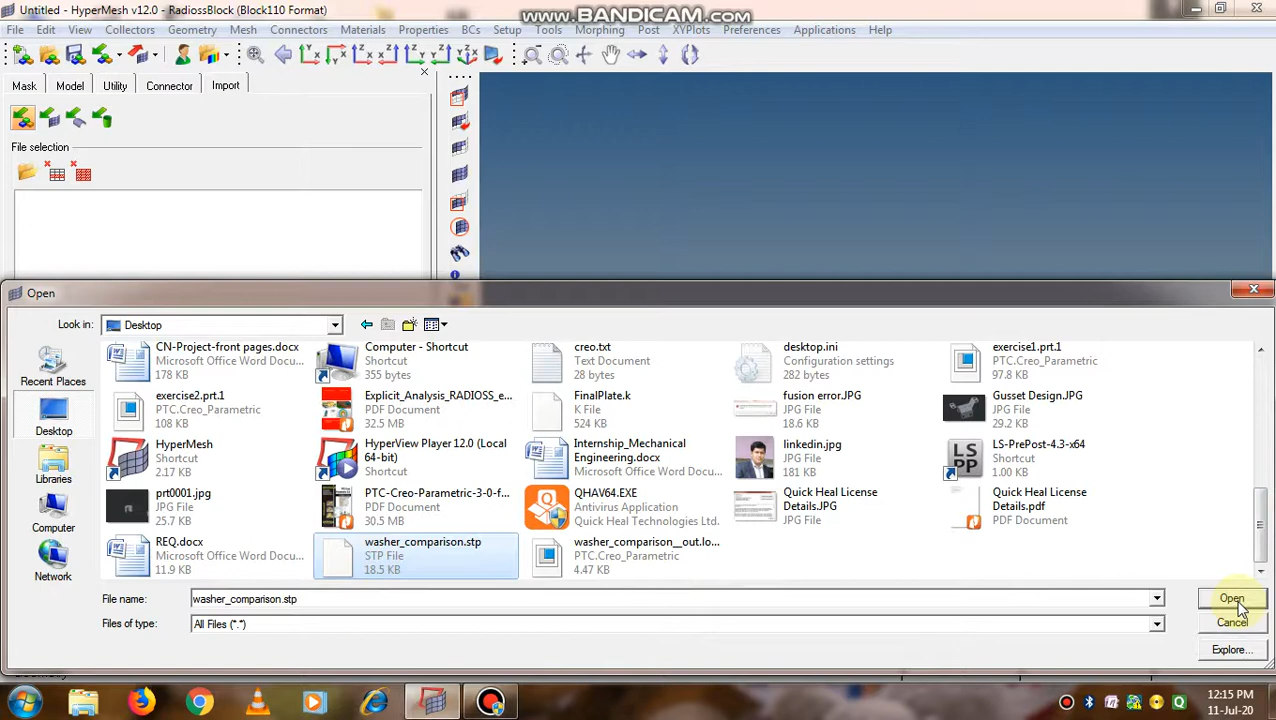 Untitled - HyperMesh v12.0 - RadiossBlock (Block110 Format)
www.BANDICAM.com
File Edit View Collectors Geometry Mesh Connectors Materials Properties BCs Setup Tools Morphing Post XYPlots Preferences Applications Help
Mask Model Utility Connector Import
File selection
Open
Look in: Desktop
Recent Places
Desktop
Libraries
Computer
Network
CN-Project-front pages.docx
Microsoft Office Word Docu...
178 KB
Computer - Shortcut
Shortcut
355 bytes
creo.txt
Text Document
28 bytes
desktop.ini
Configuration settings
282 bytes
exercise1.prt.1
PTC.Creo_Parametric
97.8 KB
exercise2.prt.1
PTC.Creo_Parametric
108 KB
Explicit_Analysis_RADIOSS_e...
PDF Document
32.5 MB
FinalPlate.k
K File
524 KB
fusion error.JPG
JPG File
18.6 KB
Gusset Design.JPG
JPG File
29.2 KB
HyperMesh
Shortcut
2.17 KB
HyperView Player 12.0 (Local
64-bit)
Shortcut
Internship_Mechanical
Engineering.docx
Microsoft Office Word Docu...
linkedin.jpg
JPG File
181 KB
LS-PrePost-4.3-x64
Shortcut
1.00 KB
LS
PP
prt0001.jpg
JPG File
25.7 KB
PTC-Creo-Parametric-3-0-f...
PDF Document
30.5 MB
QHAV64.EXE
Antivirus Application
Quick Heal Technologies Ltd.
Quick Heal License
Details.JPG
JPG File
Quick Heal License
Details.pdf
PDF Document
REQ.docx
Microsoft Office Word Docu...
11.9 KB
washer_comparison.stp
STP File
18.5 KB
washer_comparison__out.lo...
PTC.Creo_Parametric
4.47 KB
File name: washer_comparison.stp Open
Files of type: All Files (*.*) Cancel
Explore...
12:15 PM
11-Jul-20